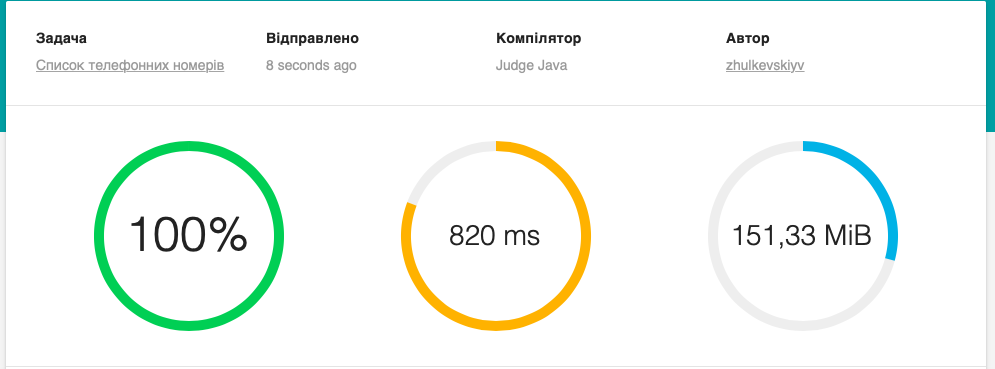 Задача
Список телефонних номерів
Відправлено
8 seconds ago
Компілятор
Judge Java
Автор
zhulkevskiyv
100%
820 ms
151,33 MiB